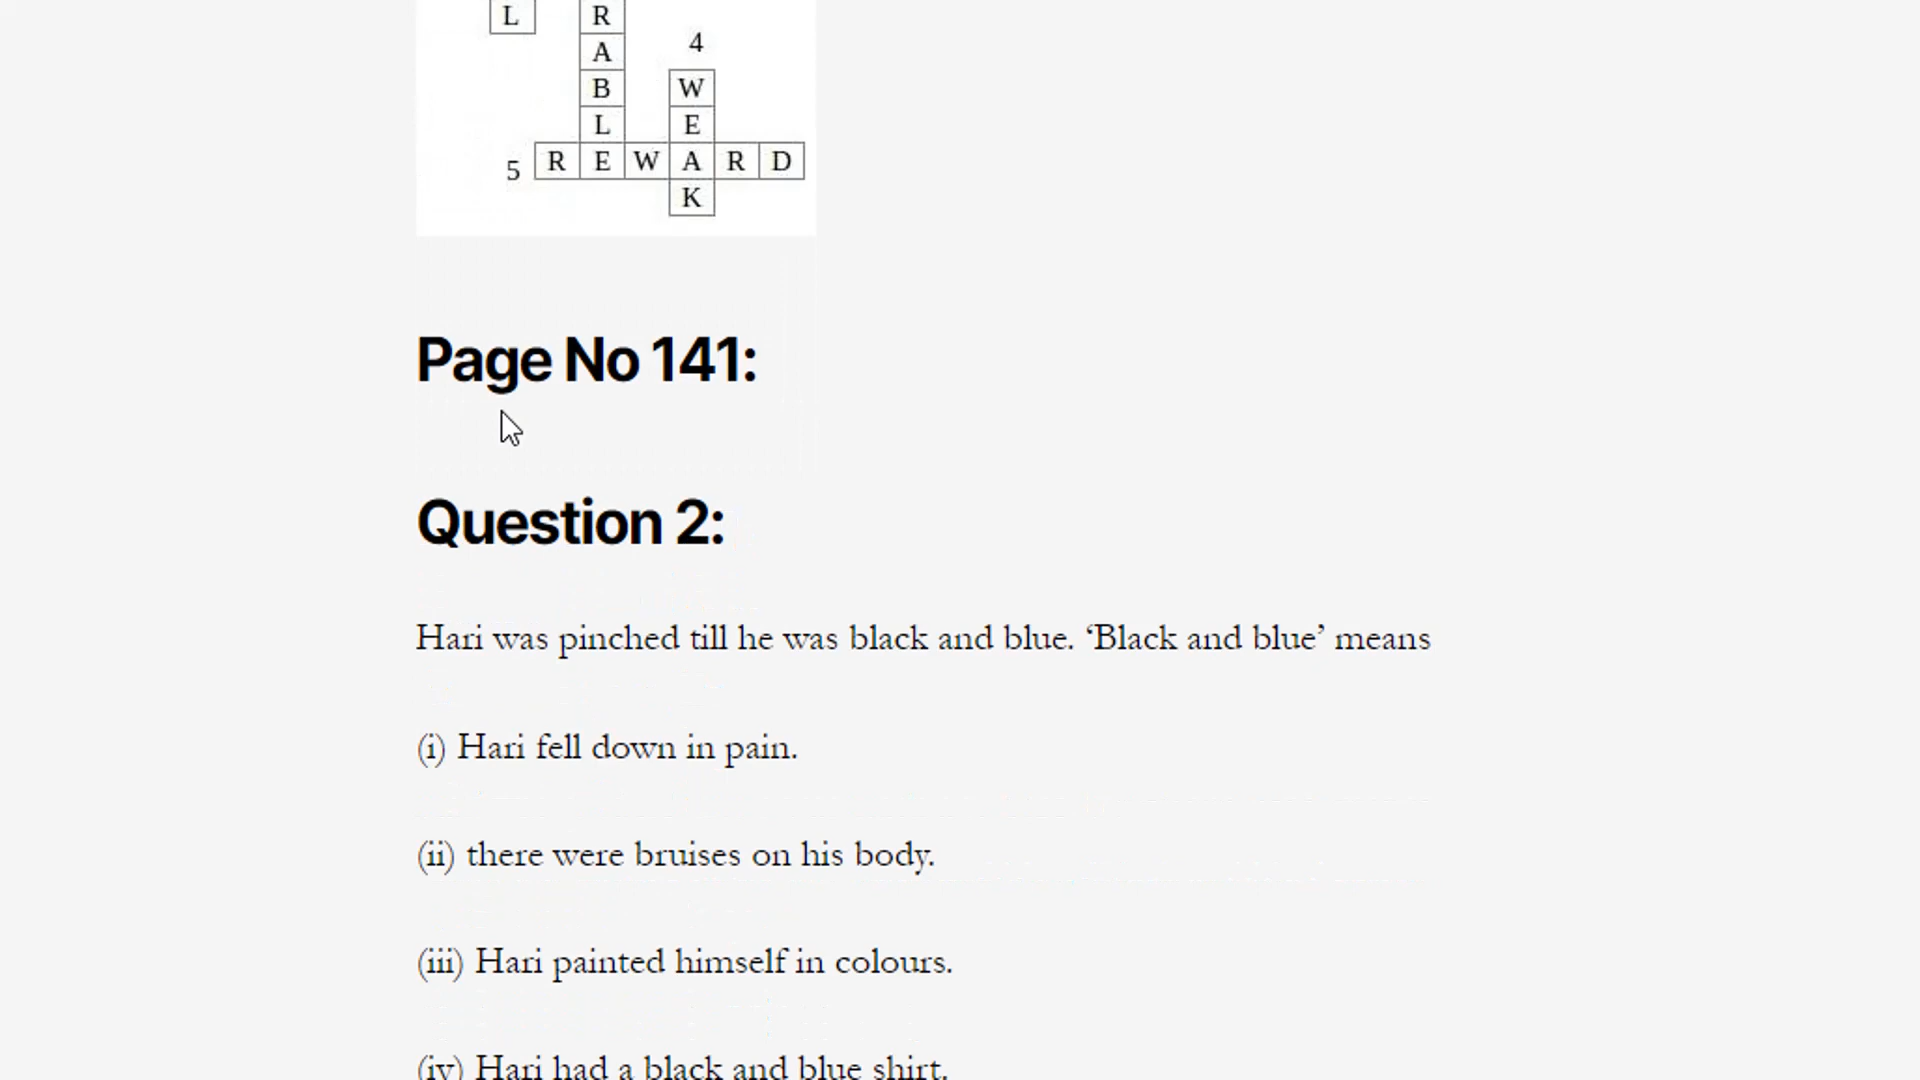 L R
A 4
B W
L E
5 R E W A R D
K
Page No 141:
Question 2:
Hari was pinched till he was black and blue. ‘Black and blue’ means
(i) Hari fell down in pain.
(ii) there were bruises on his body.
(iii) Hari painted himself in colours.
(iv) Hari had a black and blue shirt.